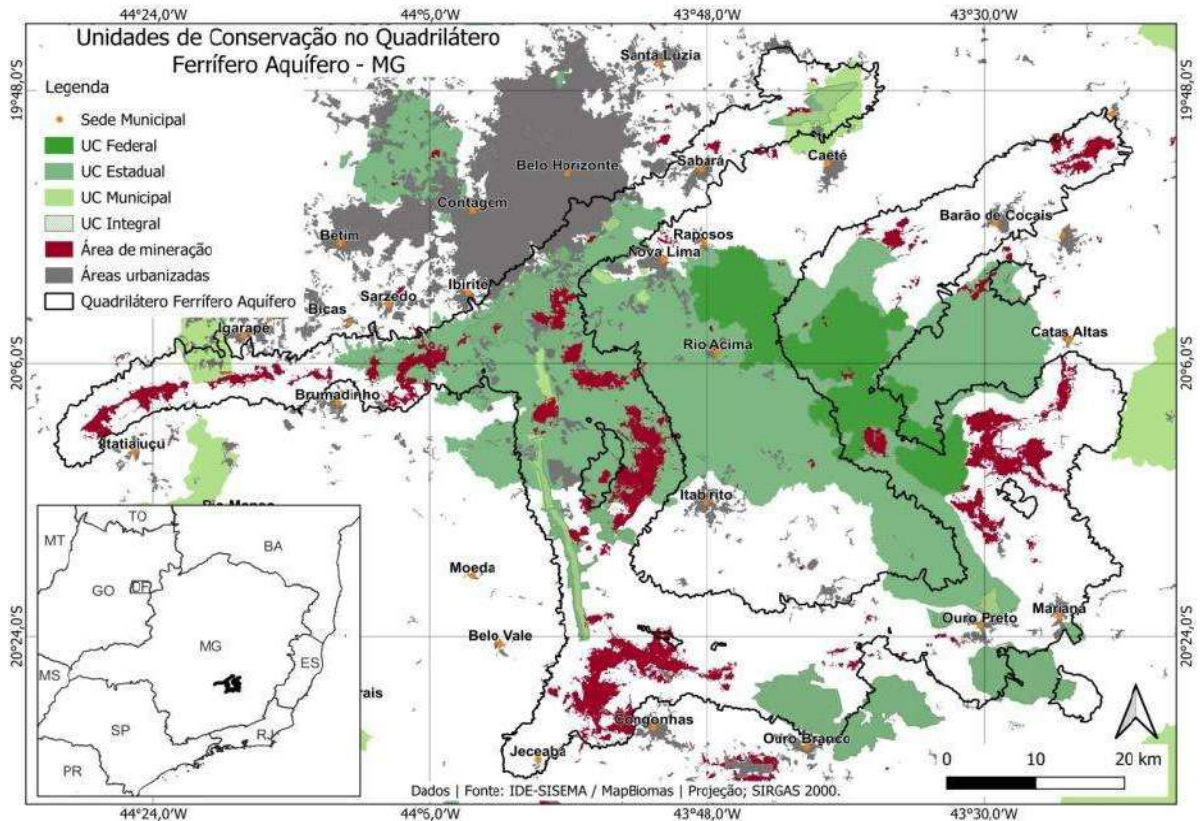 44°24,0'W 44°5,0'W 43°48,0'W 43°30,0'W
Unidades de Conservação no Quadrilátero
Ferrífero Aquífero - MG
Legenda
Sede Municipal
UC Federal
UC Estadual
UC Municipal
UC Integral
Área de mineração
Áreas urbanizadas
Quadrilátero Ferrífero Aquífero
19°48,0'S
19°48,0'S
Santa Luzia
Belo Horizonte
Sabará
Caeté
Contagem
Betim
Barão de Cocais
Raposos
Nova Lima
Ibirité
Sarzedo
Bicas
Igarapé
Rio Acima
Catas Altas
20°6,0'S
20°6,0'S
Brumadinho
Itatiaiuçu
Itabirito
Moeda
Ouro Preto
Mariana
Belo Vale
20°24,0'S
20°24,0'S
Congonhas
Ouro Branco
Jeceaba
TO
MT
BA
GO
DF
MG
ES
MS
SP
RJ
PR
rais
0 10 20 km
Dados | Fonte: IDE-SISEMA / MapBiomas | Projeção; SIRGAS 2000.
44°24,0'W 44°5,0'W 43°48,0'W 43°30,0'W